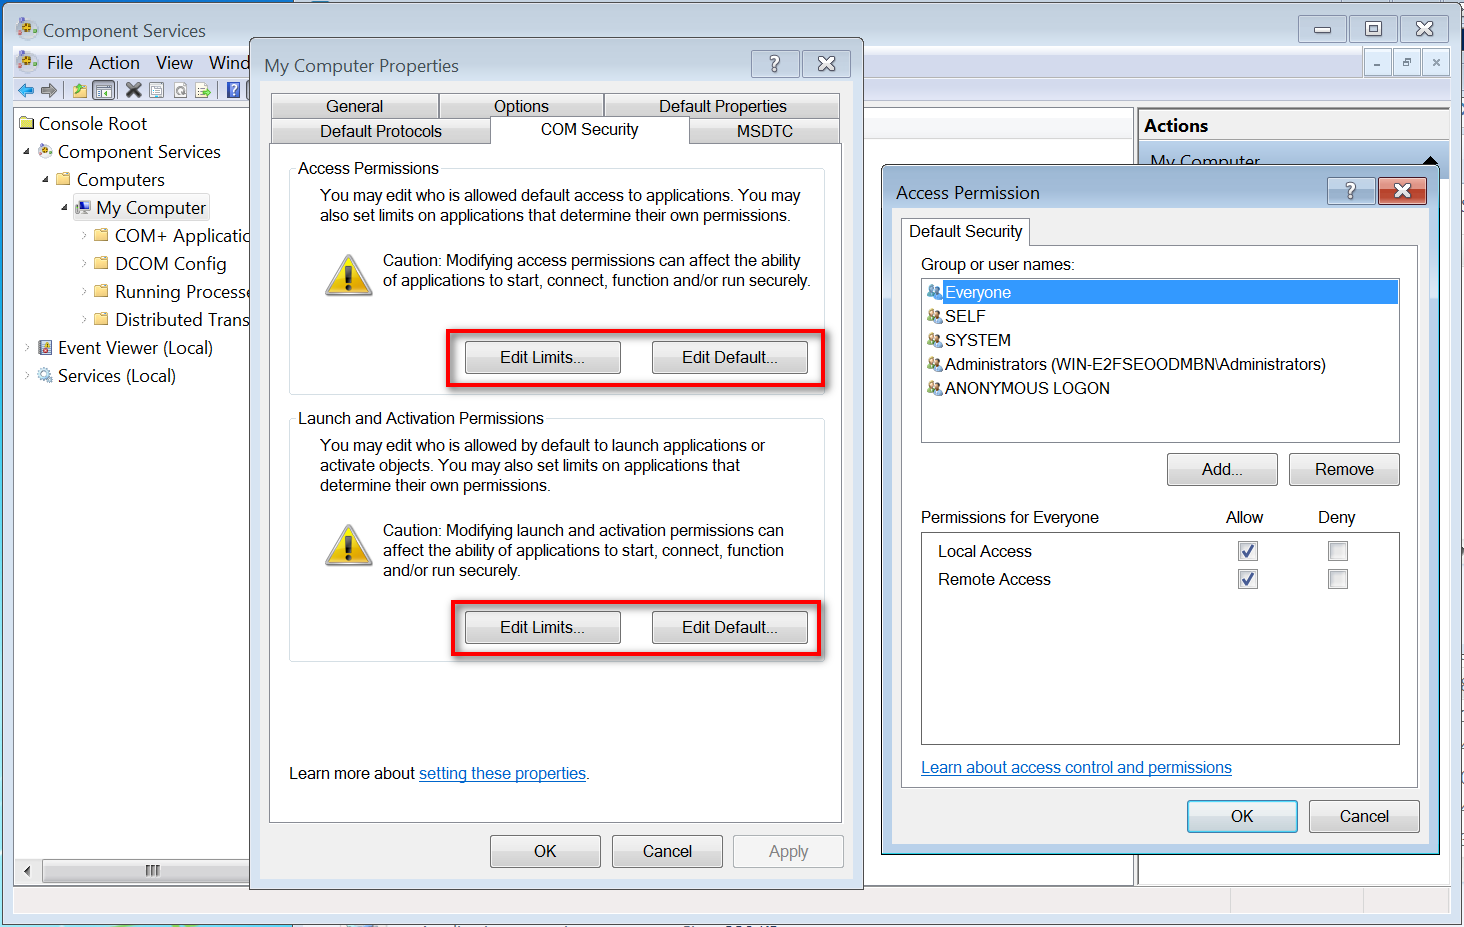 Component Services
File Action View Wind
Console Root
Component Services
Computers
My Computer
COM+ Applicatic
DCOM Config
Running Processe
Distributed Trans
Event Viewer (Local)
Services (Local)
My Computer Properties
?
General Options Default Properties
Default Protocols COM Security MSDTC
Access Permissions
You may edit who is allowed default access to applications. You may
also set limits on applications that determine their own permissions.
Caution: Modifying access permissions can affect the ability
of applications to start, connect, function and/or run securely.
Edit Limits... Edit Default...
Launch and Activation Permissions
You may edit who is allowed by default to launch applications or
activate objects. You may also set limits on applications that
determine their own permissions.
Caution: Modifying launch and activation permissions can
affect the ability of applications to start, connect, function
and/or run securely.
Edit Limits... Edit Default...
Learn more about setting these properties.
OK Cancel Apply
Actions
My Computer
Access Permission
?
Default Security
Group or user names:
Everyone
SELF
SYSTEM
Administrators (WIN-E2FSEOODMBN\Administrators)
ANONYMOUS LOGON
Add... Remove
Permissions for Everyone Allow Deny
Local Access
Remote Access
Learn about access control and permissions
OK Cancel